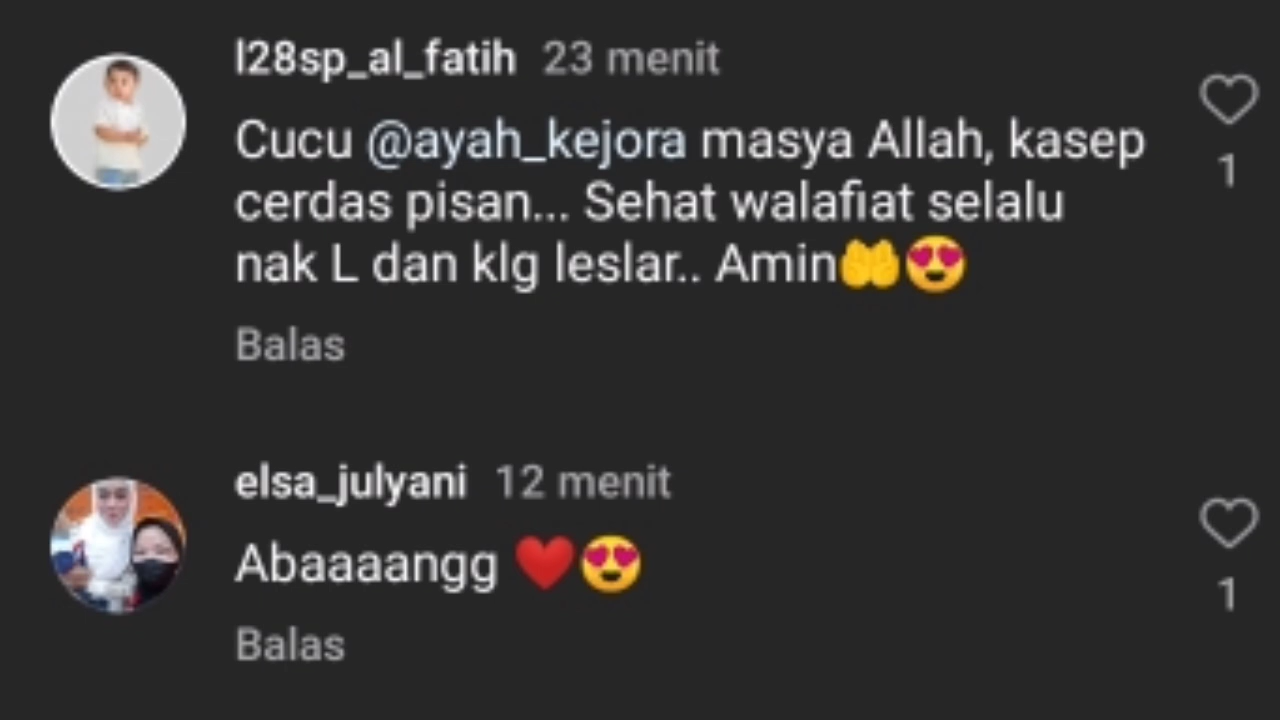 l28sp_al_fatih 23 menit
Cucu @ayah_kejora masya Allah, kasep
cerdas pisan... Sehat walafiat selalu
nak L dan klg leslar.. Amin🤲😍
1
Balas
elsa_julyani 12 menit
Abaaaangg ❤️😍
1
Balas